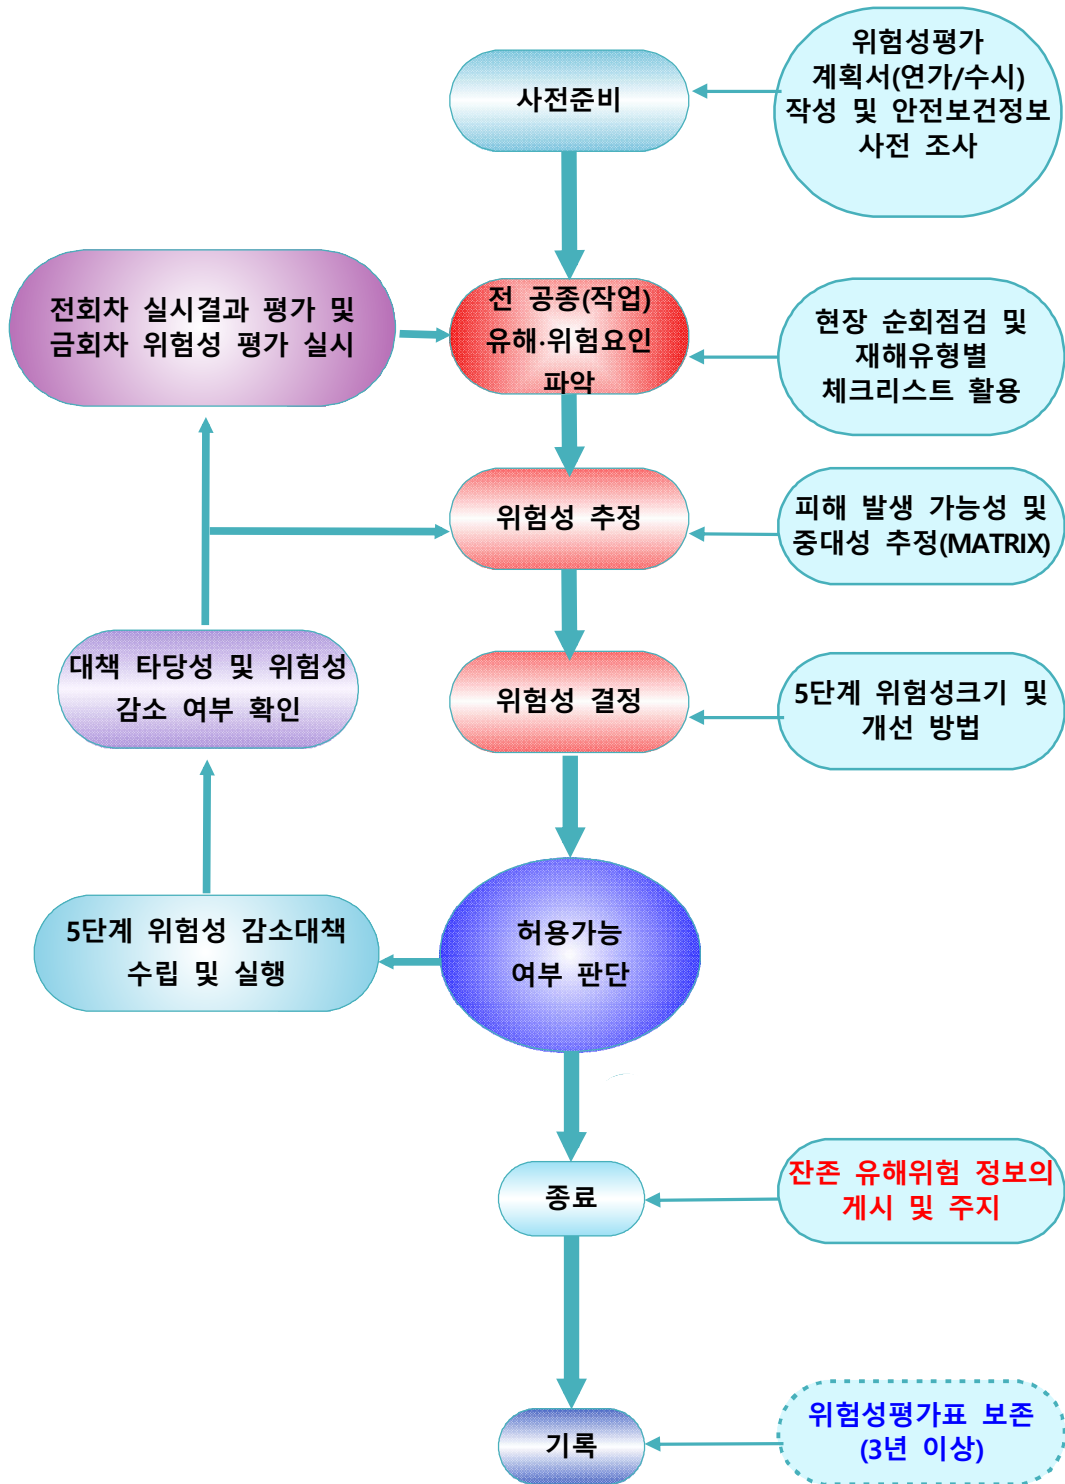 위험성평가
계획서(연가/수시)
작성 및 안전보건정보
사전 조사
사전준비
전회차 실시결과 평가 및
금회차 위험성 평가 실시
전 공종(작업)
유해·위험요인
파악
현장 순회점검 및
재해유형별
체크리스트 활용
위험성 추정
피해 발생 가능성 및
중대성 추정(MATRIX)
대책 타당성 및 위험성
감소 여부 확인
위험성 결정
5단계 위험성크기 및
개선 방법
5단계 위험성 감소대책
수립 및 실행
허용가능
여부 판단
종료
잔존 유해위험 정보의
게시 및 주지
기록
위험성평가표 보존
(3년 이상)